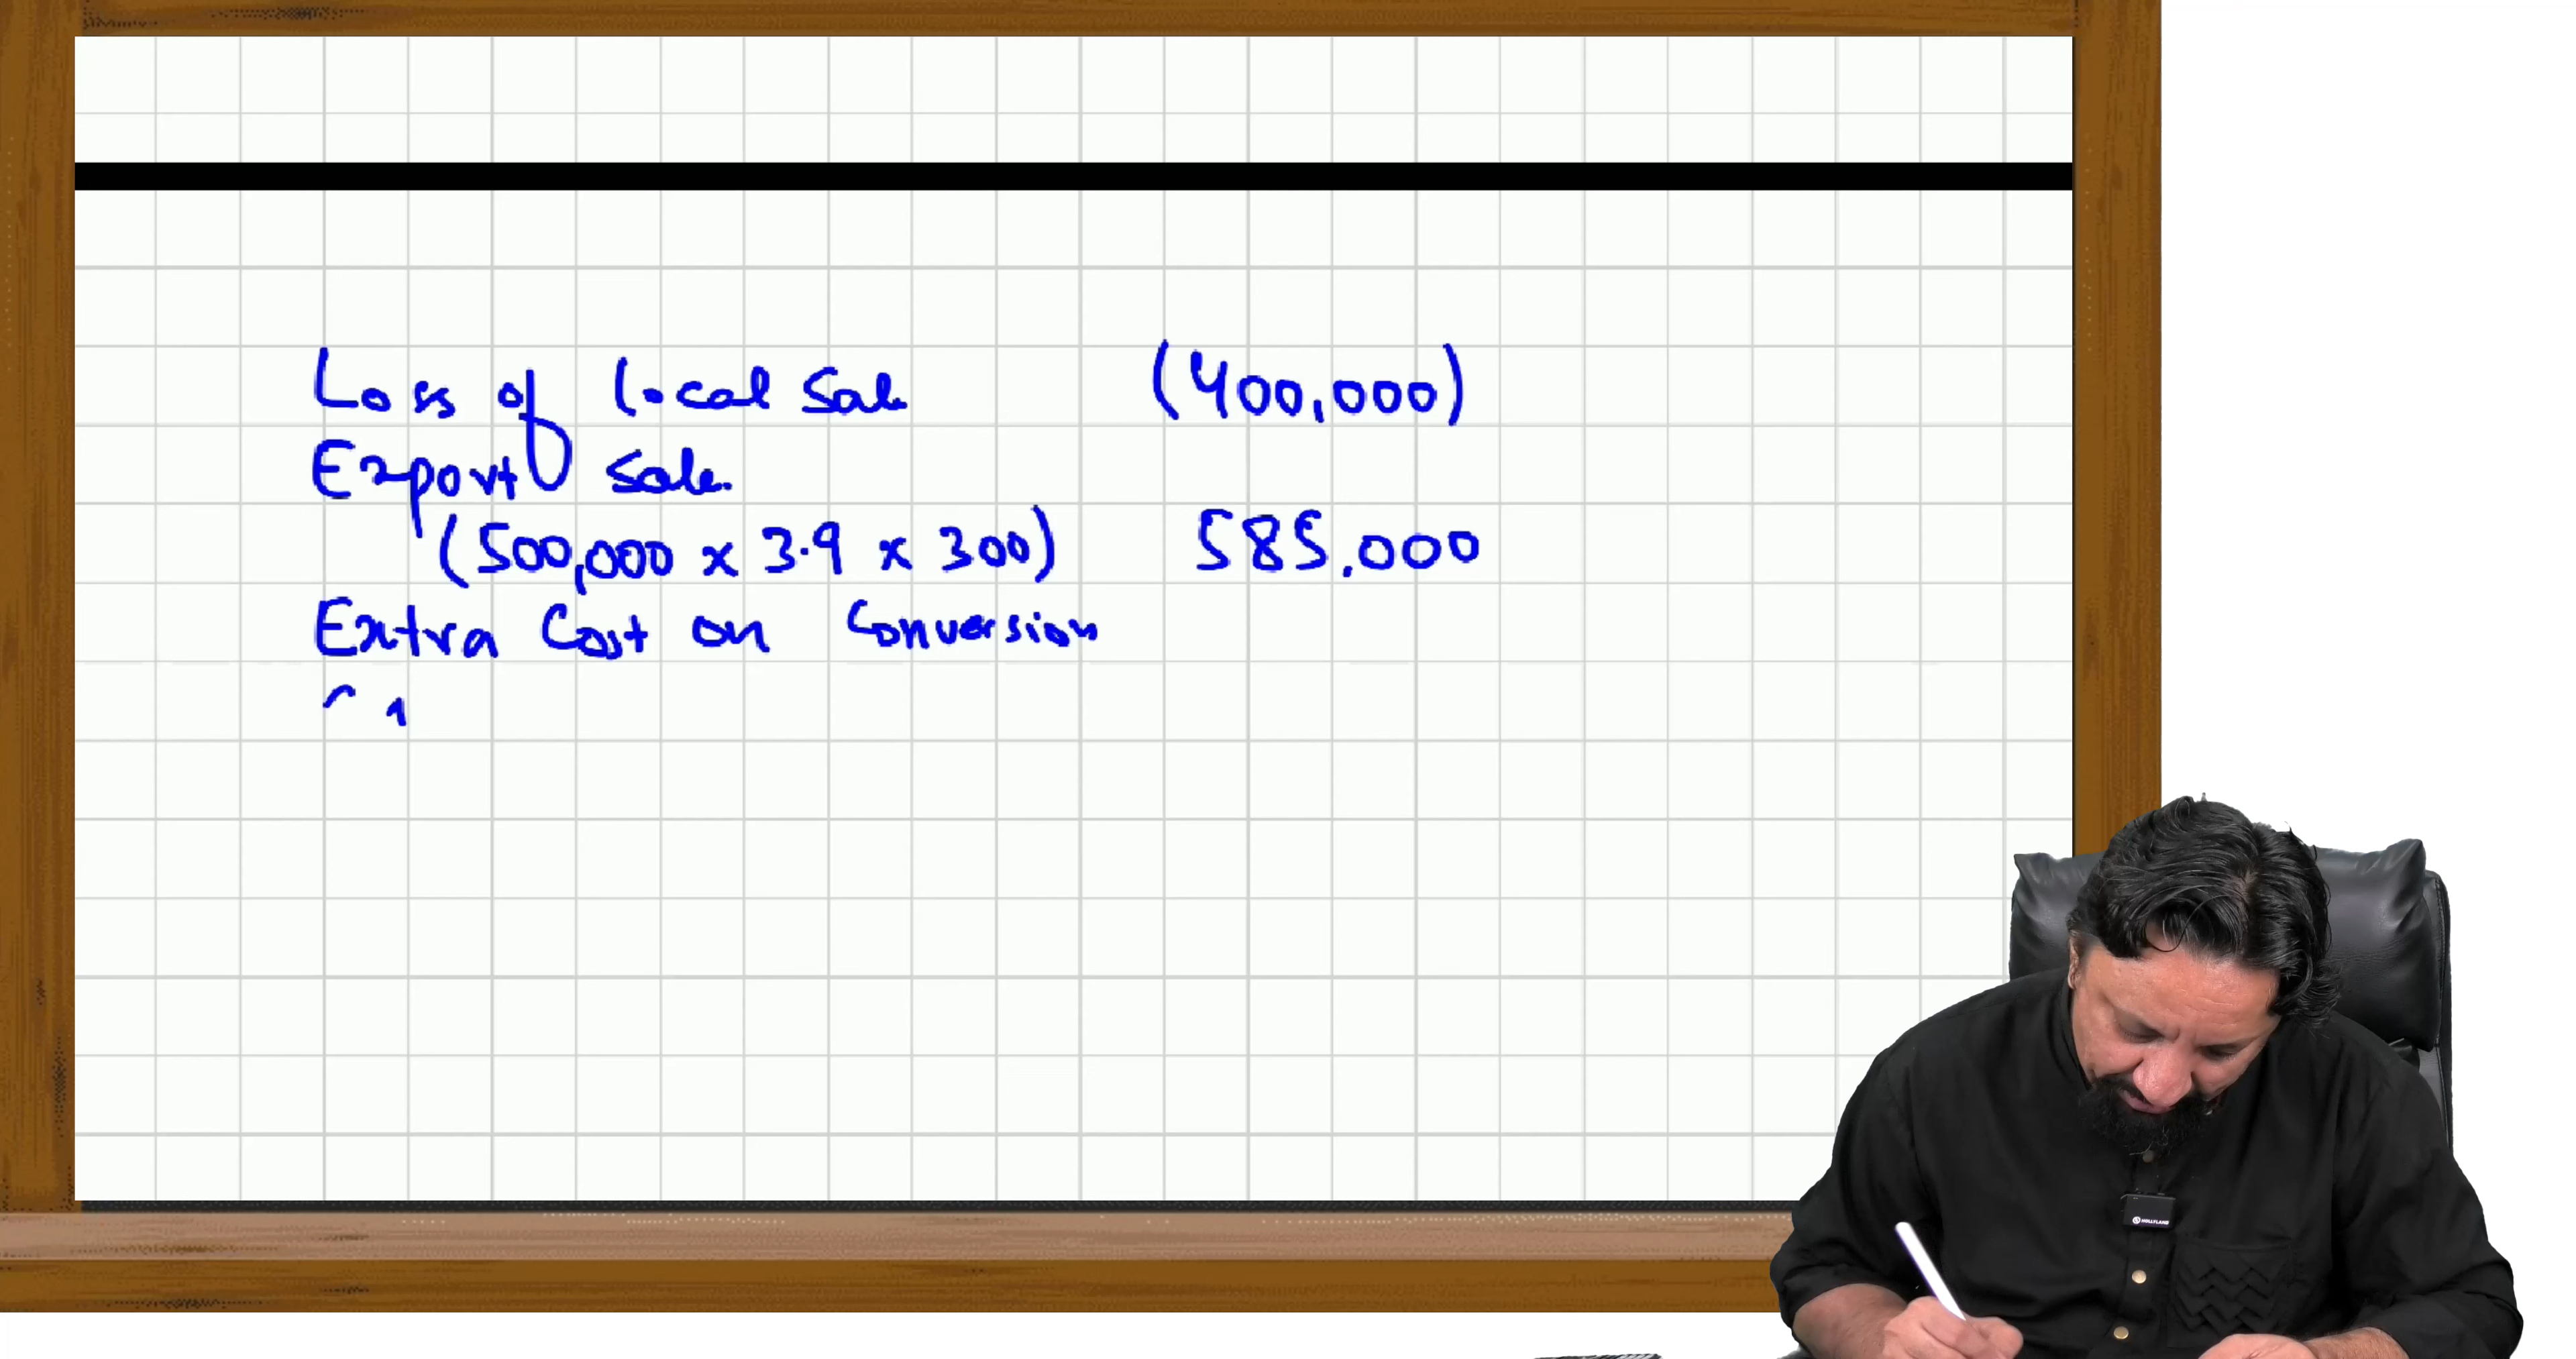 Loss of local Sale (400,000)
Export Sale
(500,000 x 3.9 x 300) 585,000
Extra Cost on Conversion
HOLLYLAND